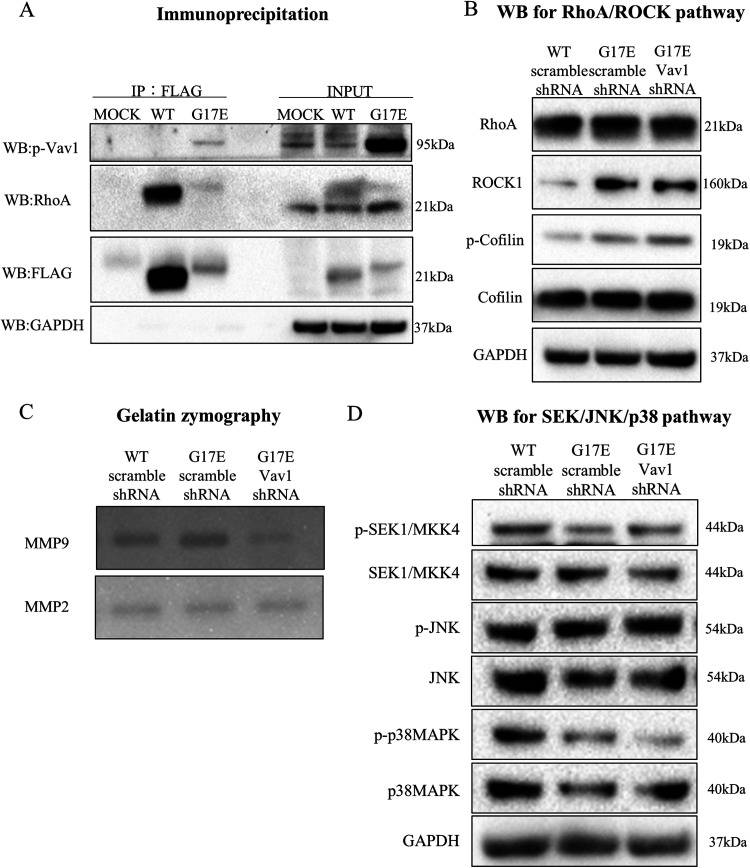 A
Immunoprecipitation
IP：FLAG
INPUT
MOCK WT G17E
MOCK WT G17E
WB:p-Vav1
95kDa
WB:RhoA
21kDa
WB:FLAG
21kDa
WB:GAPDH
37kDa
B
WB for RhoA/ROCK pathway
WT scramble shRNA
G17E scramble shRNA
G17E Vav1 shRNA
RhoA
21kDa
ROCK1
160kDa
p-Cofilin
19kDa
Cofilin
19kDa
GAPDH
37kDa
C
Gelatin zymography
WT scramble shRNA
G17E scramble shRNA
G17E Vav1 shRNA
MMP9
MMP2
D
WB for SEK/JNK/p38 pathway
WT scramble shRNA
G17E scramble shRNA
G17E Vav1 shRNA
p-SEK1/MKK4
44kDa
SEK1/MKK4
44kDa
p-JNK
54kDa
JNK
54kDa
p-p38MAPK
40kDa
p38MAPK
40kDa
GAPDH
37kDa